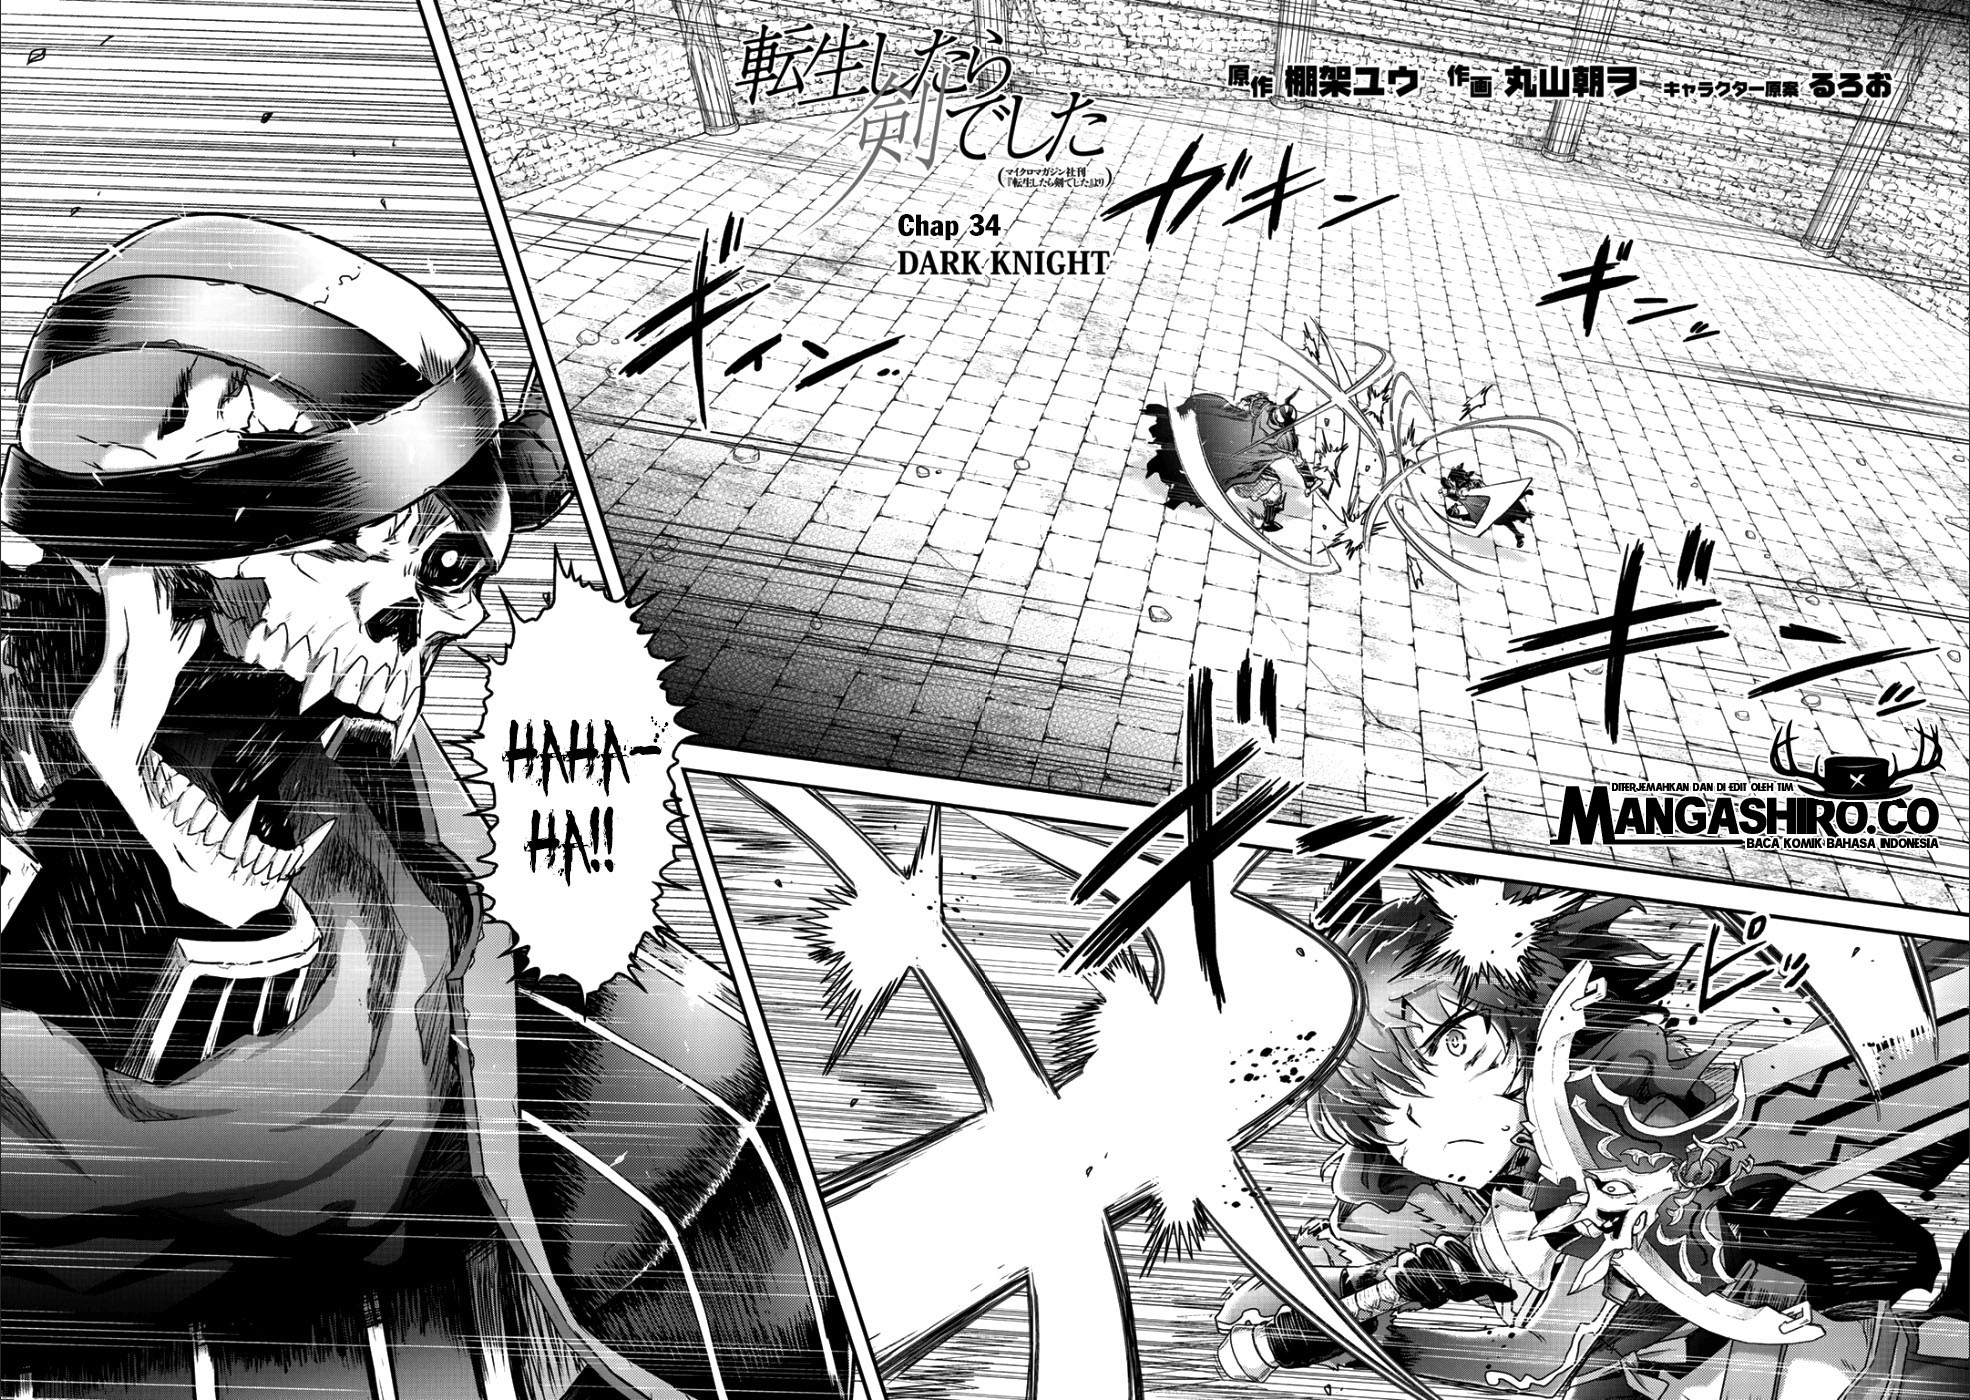 転生したら
剣でした
(マイクロマガジン社刊
『転生したら剣でした』より)
原作 棚架ユウ 作画 丸山朝ヲ キャラクター原案 るろお
Chap 34
DARK KNIGHT
ガキン
ギィン
ギンッ
ギンッ
ギン
ピッ
HAHA-
HA!!
DITERJEMAHKAN DAN DI EDIT OLEH TIM
MANGASHIRO.CO
BACA KOMIK BAHASA INDONESIA